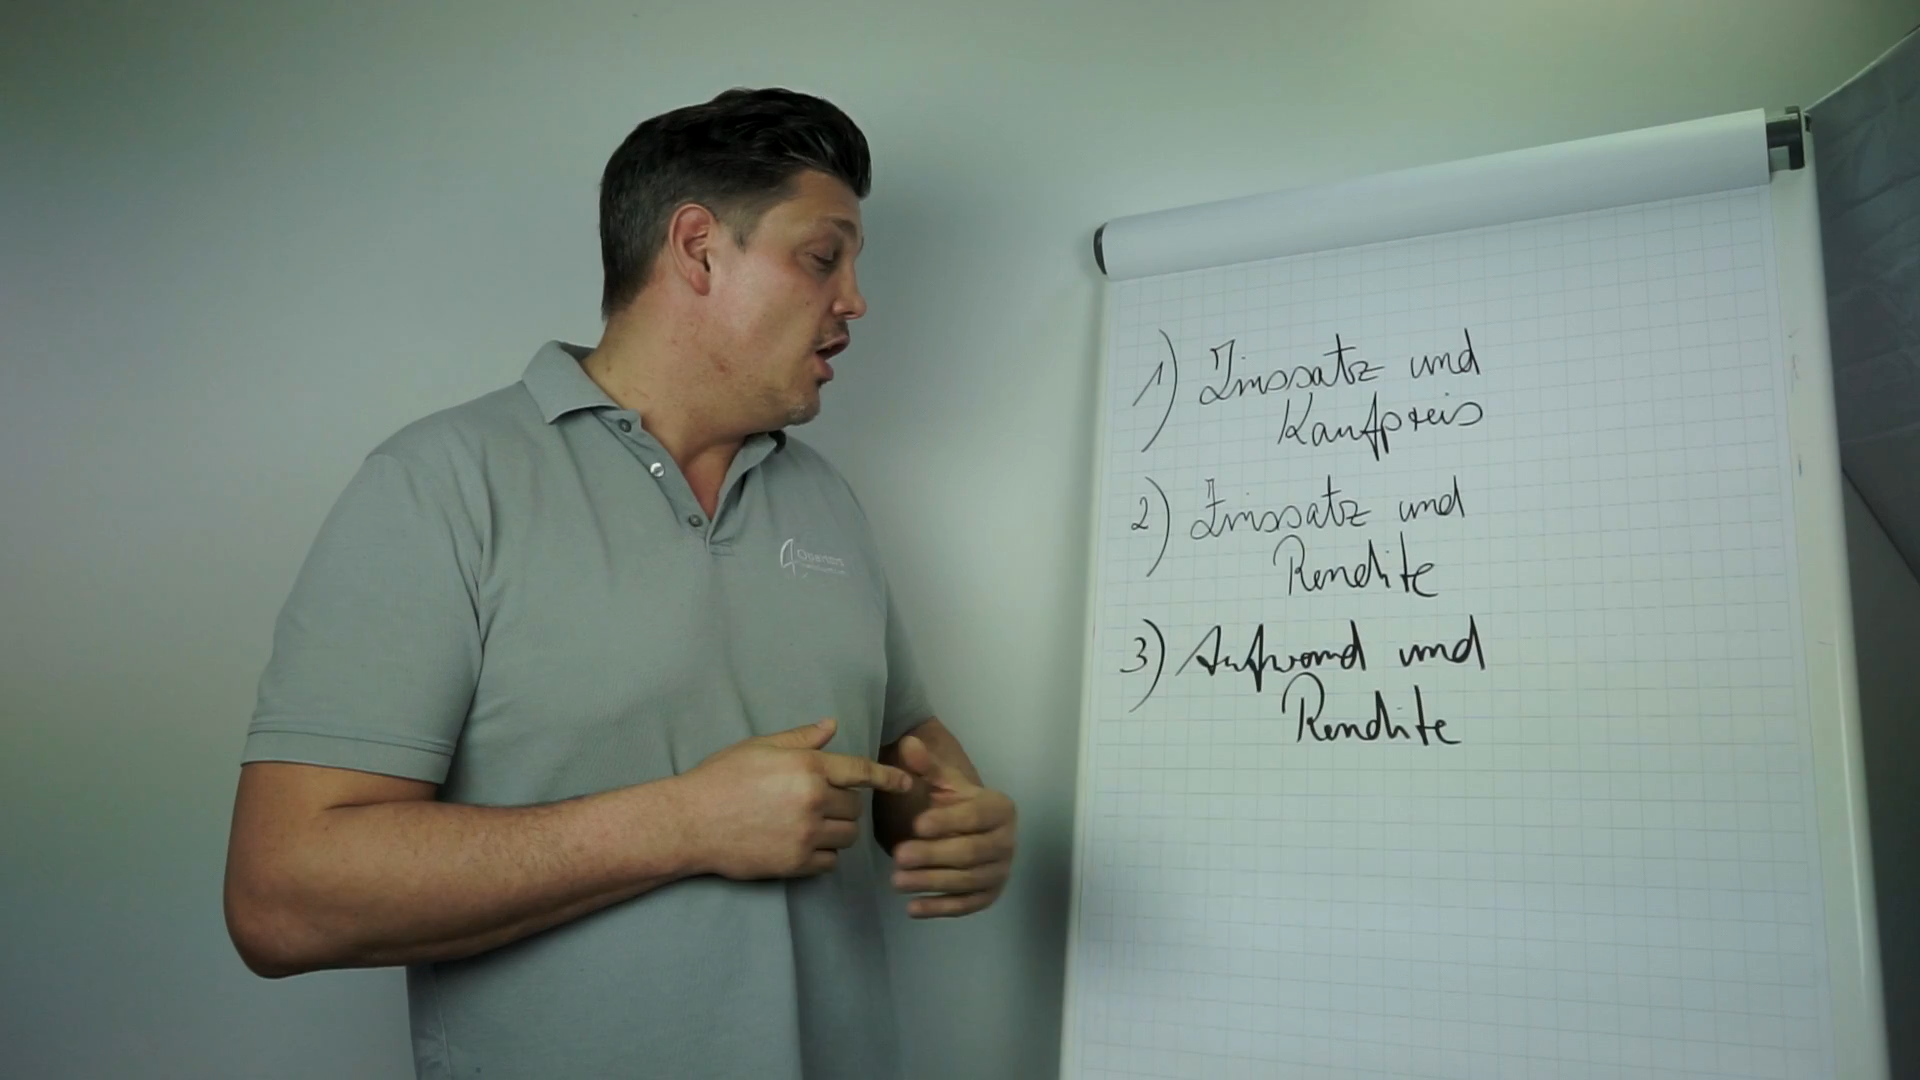 1) Zinssatz und
Kaufpreis
2) Zinssatz und
Rendite
3) Aufwand und
Rendite